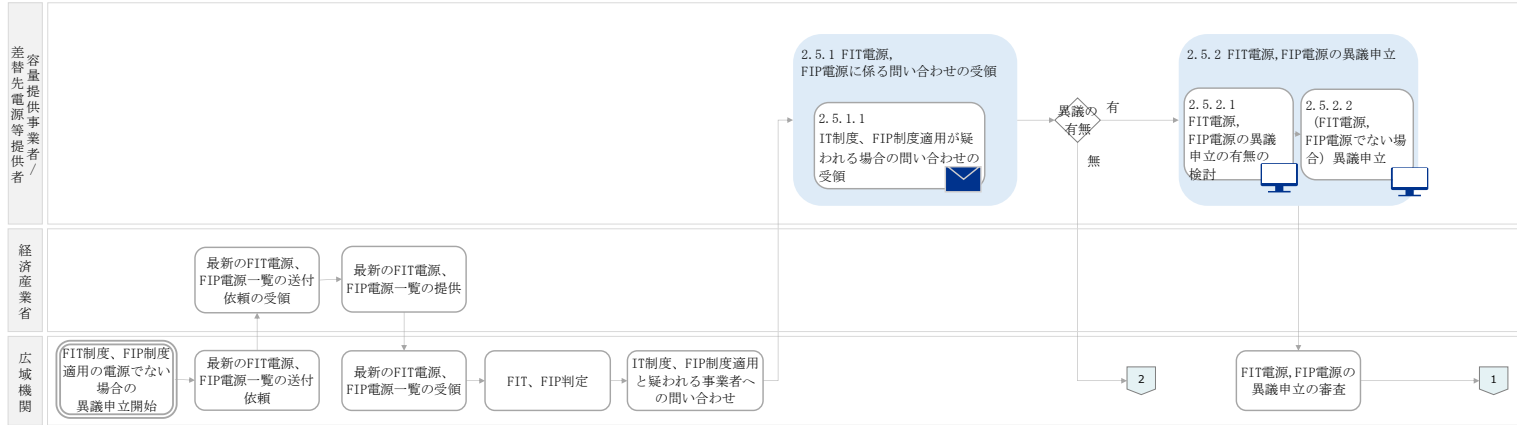 容量提供事業者/
差替先電源等提供者
2.5.1 FIT電源,
FIP電源に係る問い合わせの受領
2.5.1.1
IT制度、FIP制度適用が疑
われる場合の問い合わせの
受領
異議の
有無
有
無
2.5.2 FIT電源,FIP電源の異議申立
2.5.2.1
FIT電源,
FIP電源の異議
申立の有無の
検討
2.5.2.2
(FIT電源,
FIP電源でない場
合)異議申立
経済産業省
最新のFIT電源、
FIP電源一覧の送付
依頼の受領
最新のFIT電源、
FIP電源一覧の提供
広域機関
FIT制度、FIP制度
適用の電源でない
場合の
異議申立開始
最新のFIT電源、
FIP電源一覧の送付
依頼
最新のFIT電源、
FIP電源一覧の受領
FIT、FIP判定
IT制度、FIP制度適用
と疑われる事業者へ
の問い合わせ
2
FIT電源,FIP電源の
異議申立の審査
1